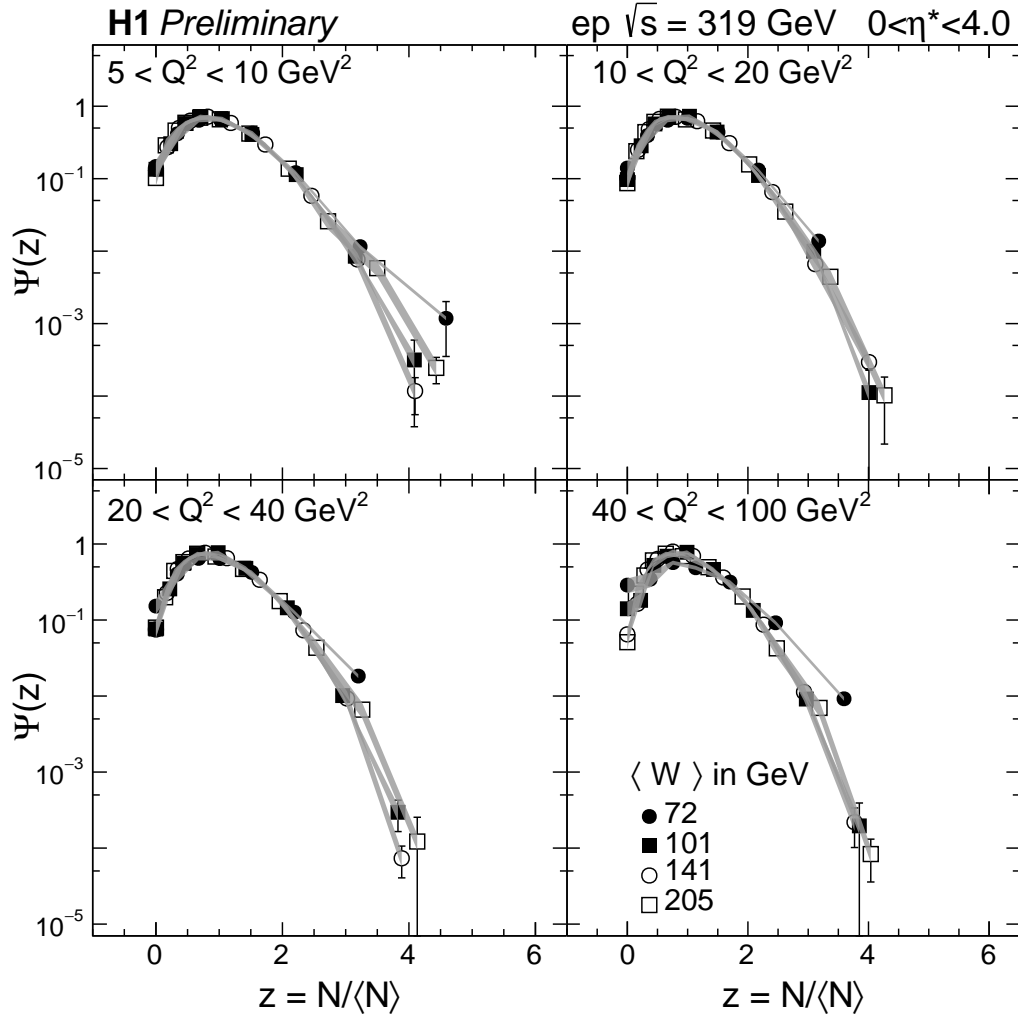 H1 Preliminary ep √s = 319 GeV 0<η*<4.0
5 < Q² < 10 GeV² 10 < Q² < 20 GeV²
1
10⁻¹
Ψ(z)
10⁻³
10⁻⁵
20 < Q² < 40 GeV² 40 < Q² < 100 GeV²
1
10⁻¹
Ψ(z)
10⁻³
⟨ W ⟩ in GeV
72
101
141
205
10⁻⁵
0 2 4 6 0 2 4 6
z = N/⟨N⟩ z = N/⟨N⟩